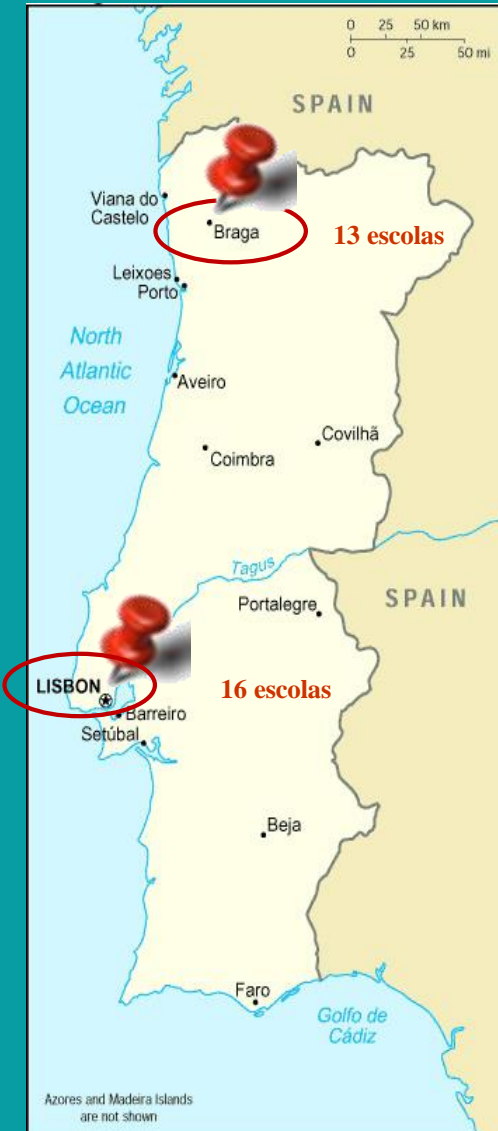 0 25 50 km
0 25 50 mi
SPAIN
Viana do
Castelo
Braga
13 escolas
Leixoes
Porto
North
Atlantic
Ocean
Aveiro
Covilhã
Coimbra
Tagus
Portalegre
SPAIN
LISBON
16 escolas
Barreiro
Setúbal
Beja
Faro
Golfo de
Cádiz
Azores and Madeira Islands
are not shown